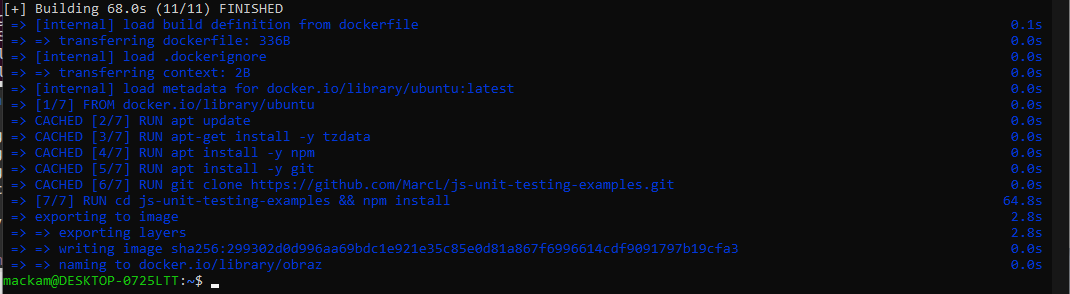 [+] Building 68.0s (11/11) FINISHED
=> [internal] load build definition from dockerfile 0.1s
=> => transferring dockerfile: 336B 0.0s
=> [internal] load .dockerignore 0.0s
=> => transferring context: 2B 0.0s
=> [internal] load metadata for docker.io/library/ubuntu:latest 0.0s
=> [1/7] FROM docker.io/library/ubuntu 0.0s
=> CACHED [2/7] RUN apt update 0.0s
=> CACHED [3/7] RUN apt-get install -y tzdata 0.0s
=> CACHED [4/7] RUN apt install -y npm 0.0s
=> CACHED [5/7] RUN apt install -y git 0.0s
=> CACHED [6/7] RUN git clone https://github.com/MarcL/js-unit-testing-examples.git 0.0s
=> [7/7] RUN cd js-unit-testing-examples && npm install 64.8s
=> exporting to image 2.8s
=> => exporting layers 2.8s
=> => writing image sha256:299302d0d996aa69bdc1e921e35c85e0d81a867f6996614cdf9091797b19cfa3 0.0s
=> => naming to docker.io/library/obraz 0.0s
mackam@DESKTOP-0725LTT:~$